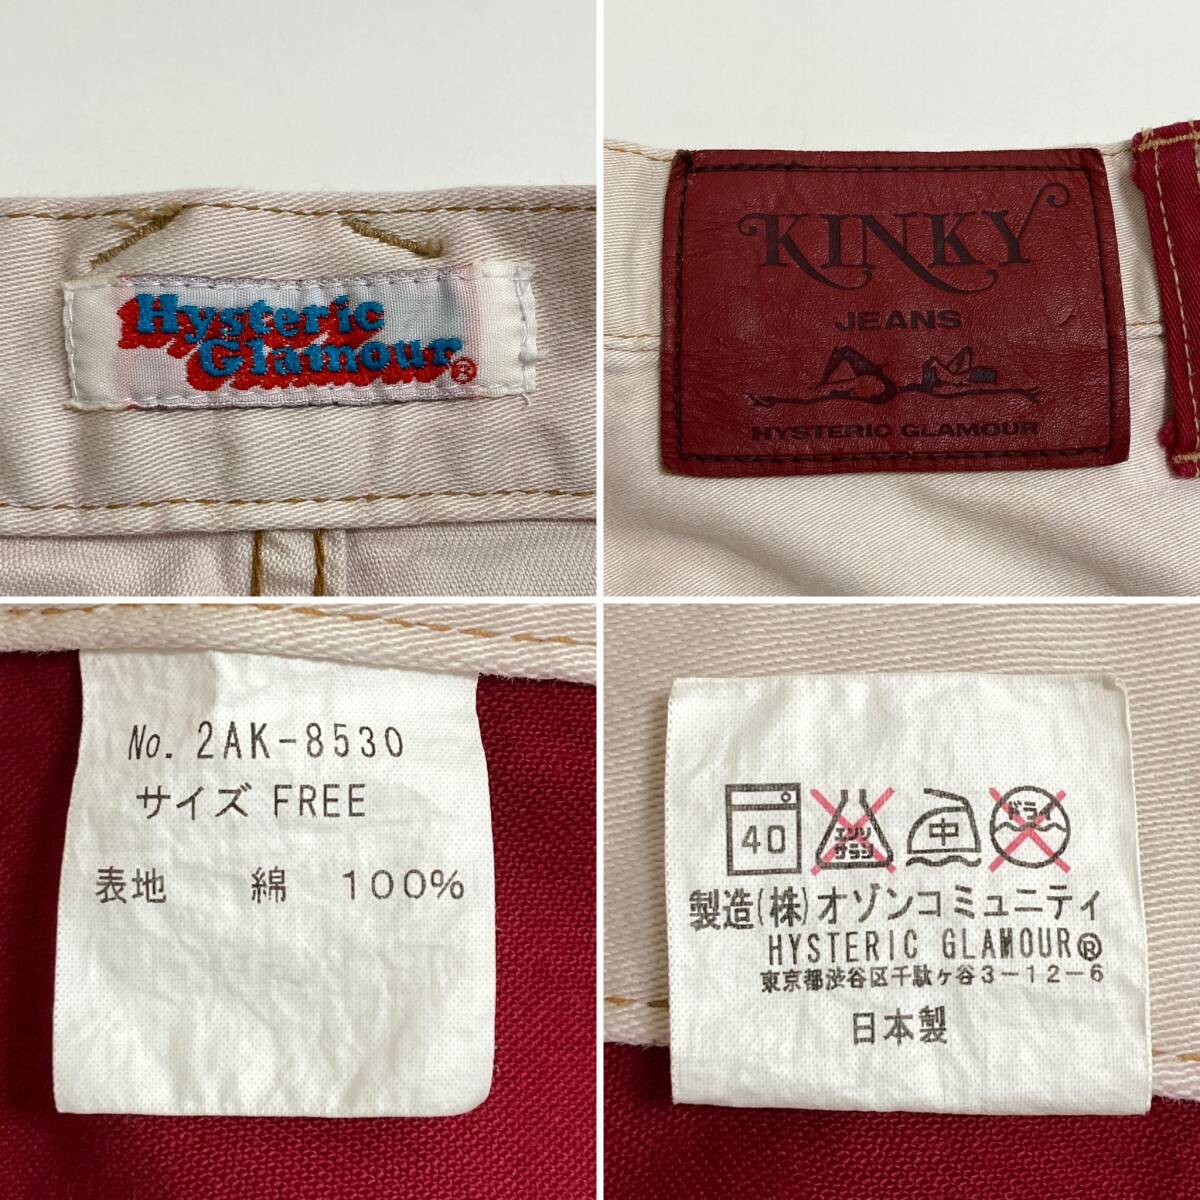 Hysteric
Glamour®
KINKY
JEANS
HYSTERIC GLAMOUR
No. 2AK-8530
サイズ FREE
表地 綿 100%
40 エンソ サラシ 中 ドライ
製造(株)オゾンコミュニティ
HYSTERIC GLAMOUR®
東京都渋谷区千駄ヶ谷3-12-6
日本製